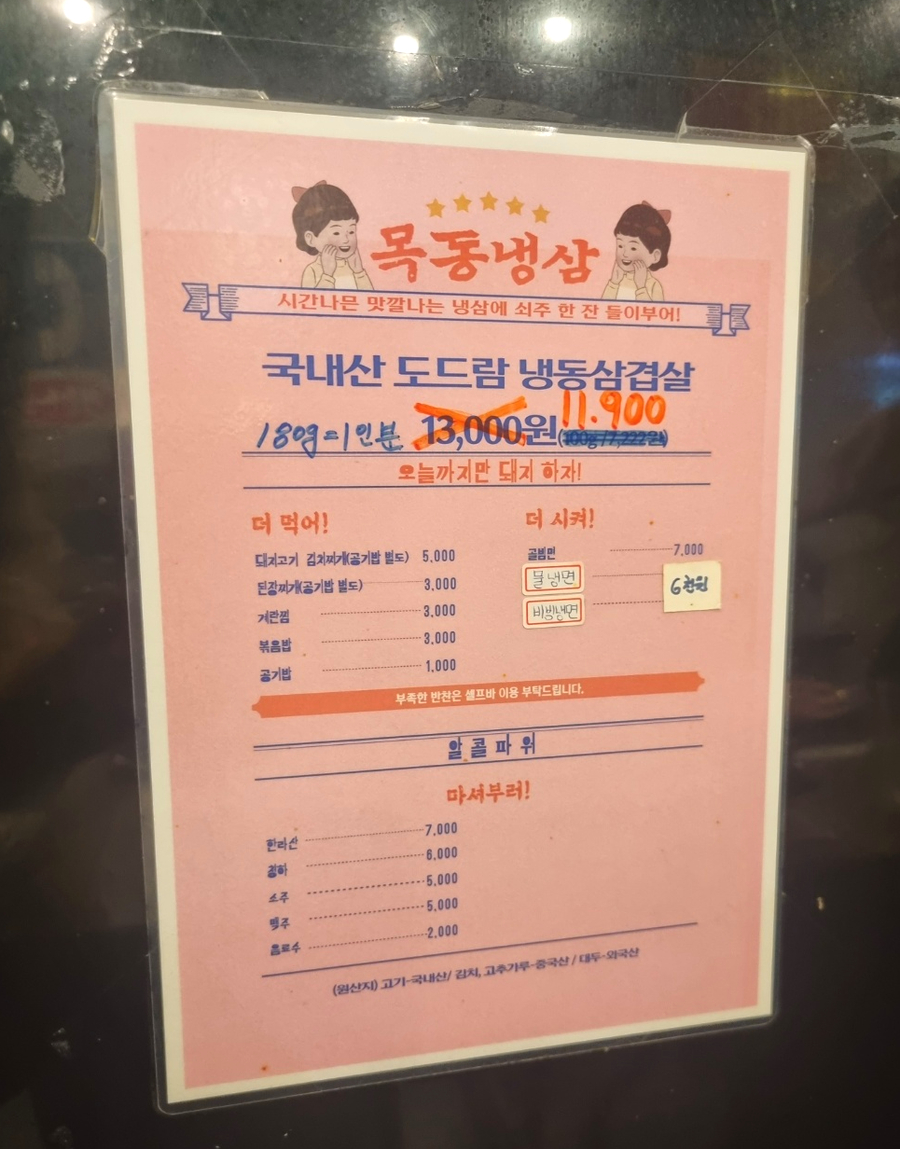 목동냉삼
시간나믄 맛깔나는 냉삼에 쇠주 한 잔 들이부어!
국내산 도드람 냉동삼겹살
180g=1인분 13,000원 11.900 (100g/7,222원)
오늘까지만 돼지 하자!
더 먹어!
돼지고기 김치찌개(공기밥 별도) 5,000
된장찌개(공기밥 별도) 3,000
계란찜 3,000
볶음밥 3,000
공기밥 1,000
더 시켜!
골빔면 7,000
물냉면 6천원
비빙냉면
부족한 반찬은 셀프바 이용 부탁드립니다.
알콜파워
마셔부러!
한라산 7,000
청하 6,000
소주 5,000
맥주 5,000
음료수 2,000
(원산지) 고기-국내산/ 김치, 고추가루-중국산 / 대두-외국산